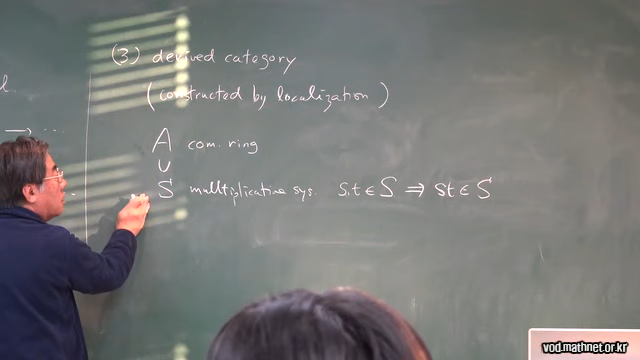 (3) derived category
(constructed by localization)
→ ...
A com. ring
∪
S multiplicative sys. s,t ∈ S ⇒ st ∈ S
vod.mathnet.or.kr